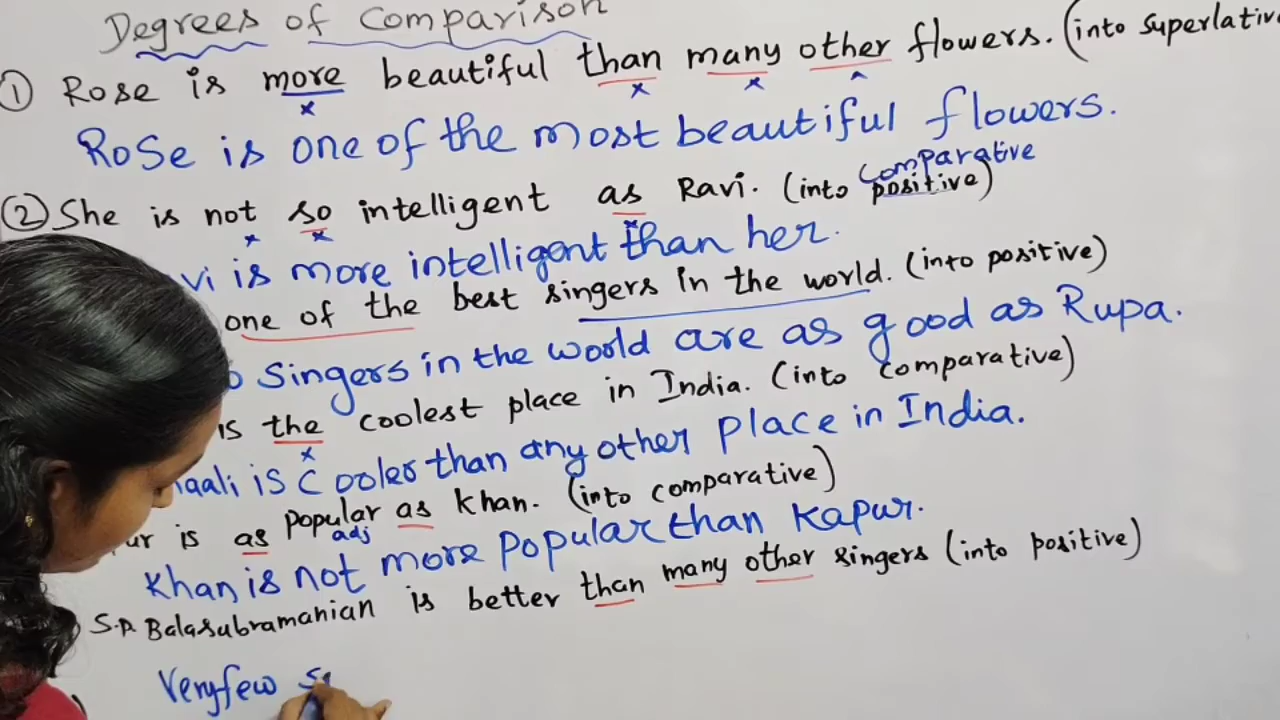 Degrees of Comparison
① Rose is more beautiful than many other flowers. (into superlative
Rose is one of the most beautiful flowers.
comparative
② She is not so intelligent as Ravi. (into positive)
vi is more intelligent than her.
one of the best singers in the world. (into positive)
Singers in the world are as good as Rupa.
is the coolest place in India. (into comparative)
is cooler than any other place in India.
is as popular as Khan. (into comparative)
adj
Khan is not more popular than Kapur.
S.P. Balasubramanian is better than many other singers (into positive)
Very few s